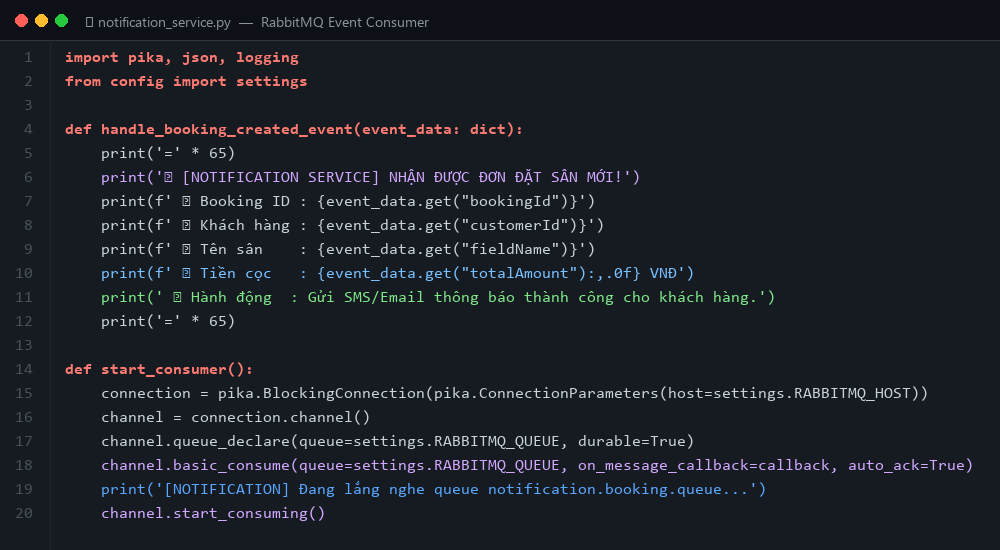 notification_service.py — RabbitMQ Event Consumer
1 import pika, json, logging
2 from config import settings
3
4 def handle_booking_created_event(event_data: dict):
5     print('=' * 65)
6     print('▯ [NOTIFICATION SERVICE] NHẬN ĐƯỢC ĐƠN ĐẶT SÂN MỚI!')
7     print(f' ▯ Booking ID : {event_data.get("bookingId")}')
8     print(f' ▯ Khách hàng : {event_data.get("customerId")}')
9     print(f' ▯ Tên sân    : {event_data.get("fieldName")}')
10     print(f' ▯ Tiền cọc   : {event_data.get("totalAmount"):,.0f} VNĐ')
11     print(' ▯ Hành động  : Gửi SMS/Email thông báo thành công cho khách hàng.')
12     print('=' * 65)
13
14 def start_consumer():
15     connection = pika.BlockingConnection(pika.ConnectionParameters(host=settings.RABBITMQ_HOST))
16     channel = connection.channel()
17     channel.queue_declare(queue=settings.RABBITMQ_QUEUE, durable=True)
18     channel.basic_consume(queue=settings.RABBITMQ_QUEUE, on_message_callback=callback, auto_ack=True)
19     print('[NOTIFICATION] Đang lắng nghe queue notification.booking.queue...')
20     channel.start_consuming()